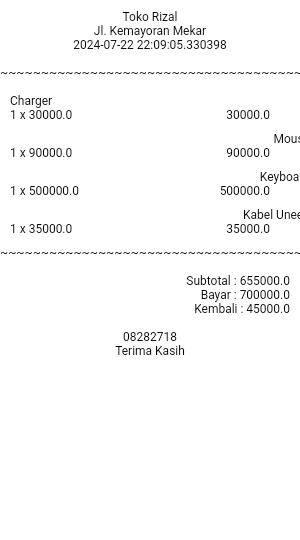 Toko Rizal
Jl. Kemayoran Mekar
2024-07-22 22:09:05.330398
~~~~~~~~~~~~~~~~~~~~~~~~~~~~~~~~~~~~~
Charger
1 x 30000.0 30000.0
Mous
1 x 90000.0 90000.0
Keyboa
1 x 500000.0 500000.0
Kabel Unee
1 x 35000.0 35000.0
~~~~~~~~~~~~~~~~~~~~~~~~~~~~~~~~~~~~~
Subtotal : 655000.0
Bayar : 700000.0
Kembali : 45000.0
08282718
Terima Kasih